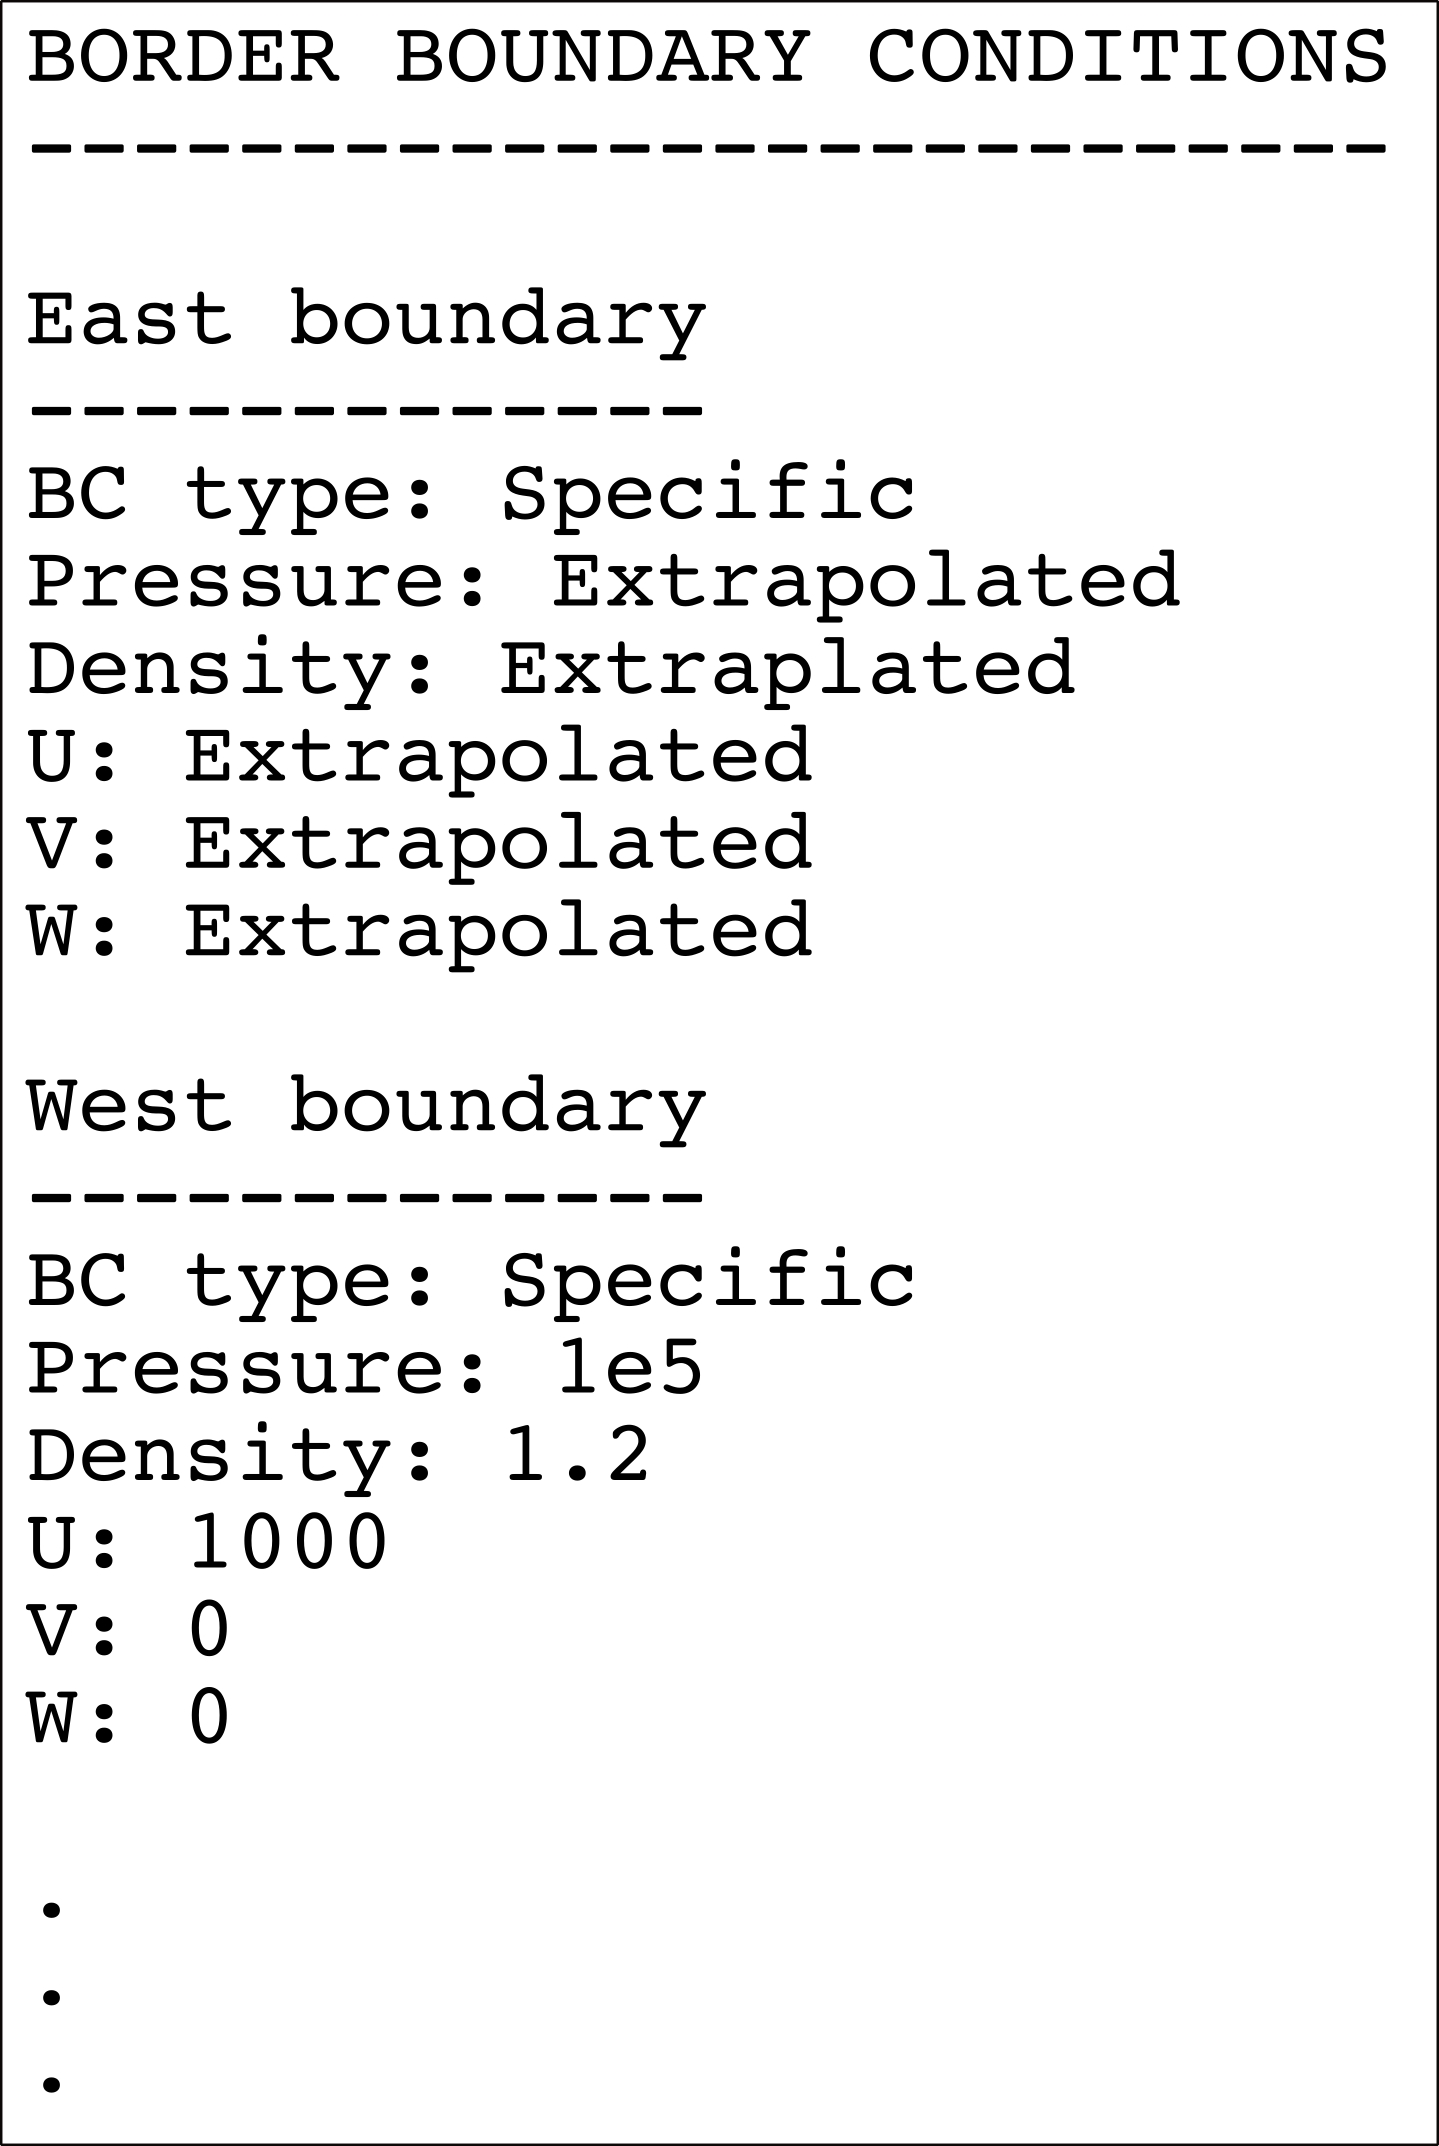 BORDER BOUNDARY CONDITIONS
--------------------------
East boundary
-------------
BC type: Specific
Pressure: Extrapolated
Density: Extraplated
U: Extrapolated
V: Extrapolated
W: Extrapolated
West boundary
-------------
BC type: Specific
Pressure: 1e5
Density: 1.2
U: 1000
V: 0
W: 0
.
.
.